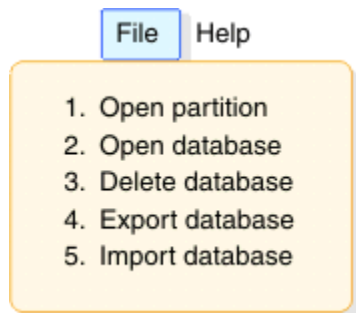 File Help
1. Open partition
2. Open database
3. Delete database
4. Export database
5. Import database